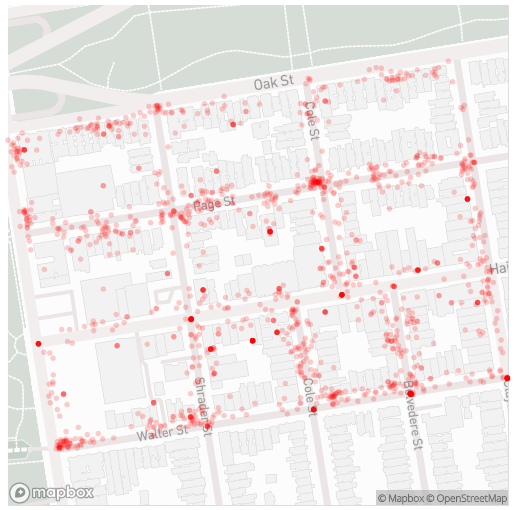 Oak St
Cole St
Page St
Hai
Shrader St
Cole St
Belvedere St
Waller St
mapbox
© Mapbox © OpenStreetMap